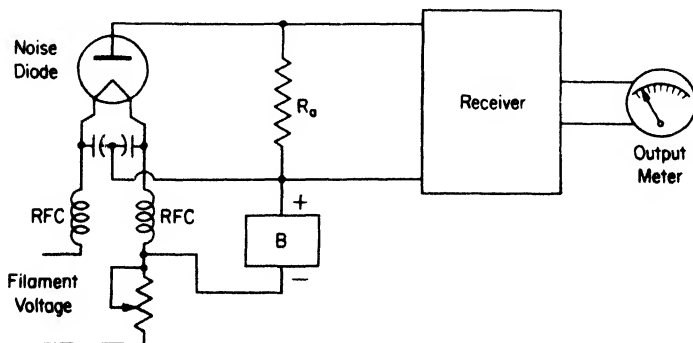 Noise
Diode
Rₐ
Receiver
Output
Meter
RFC
RFC
+
B
−
Filament
Voltage